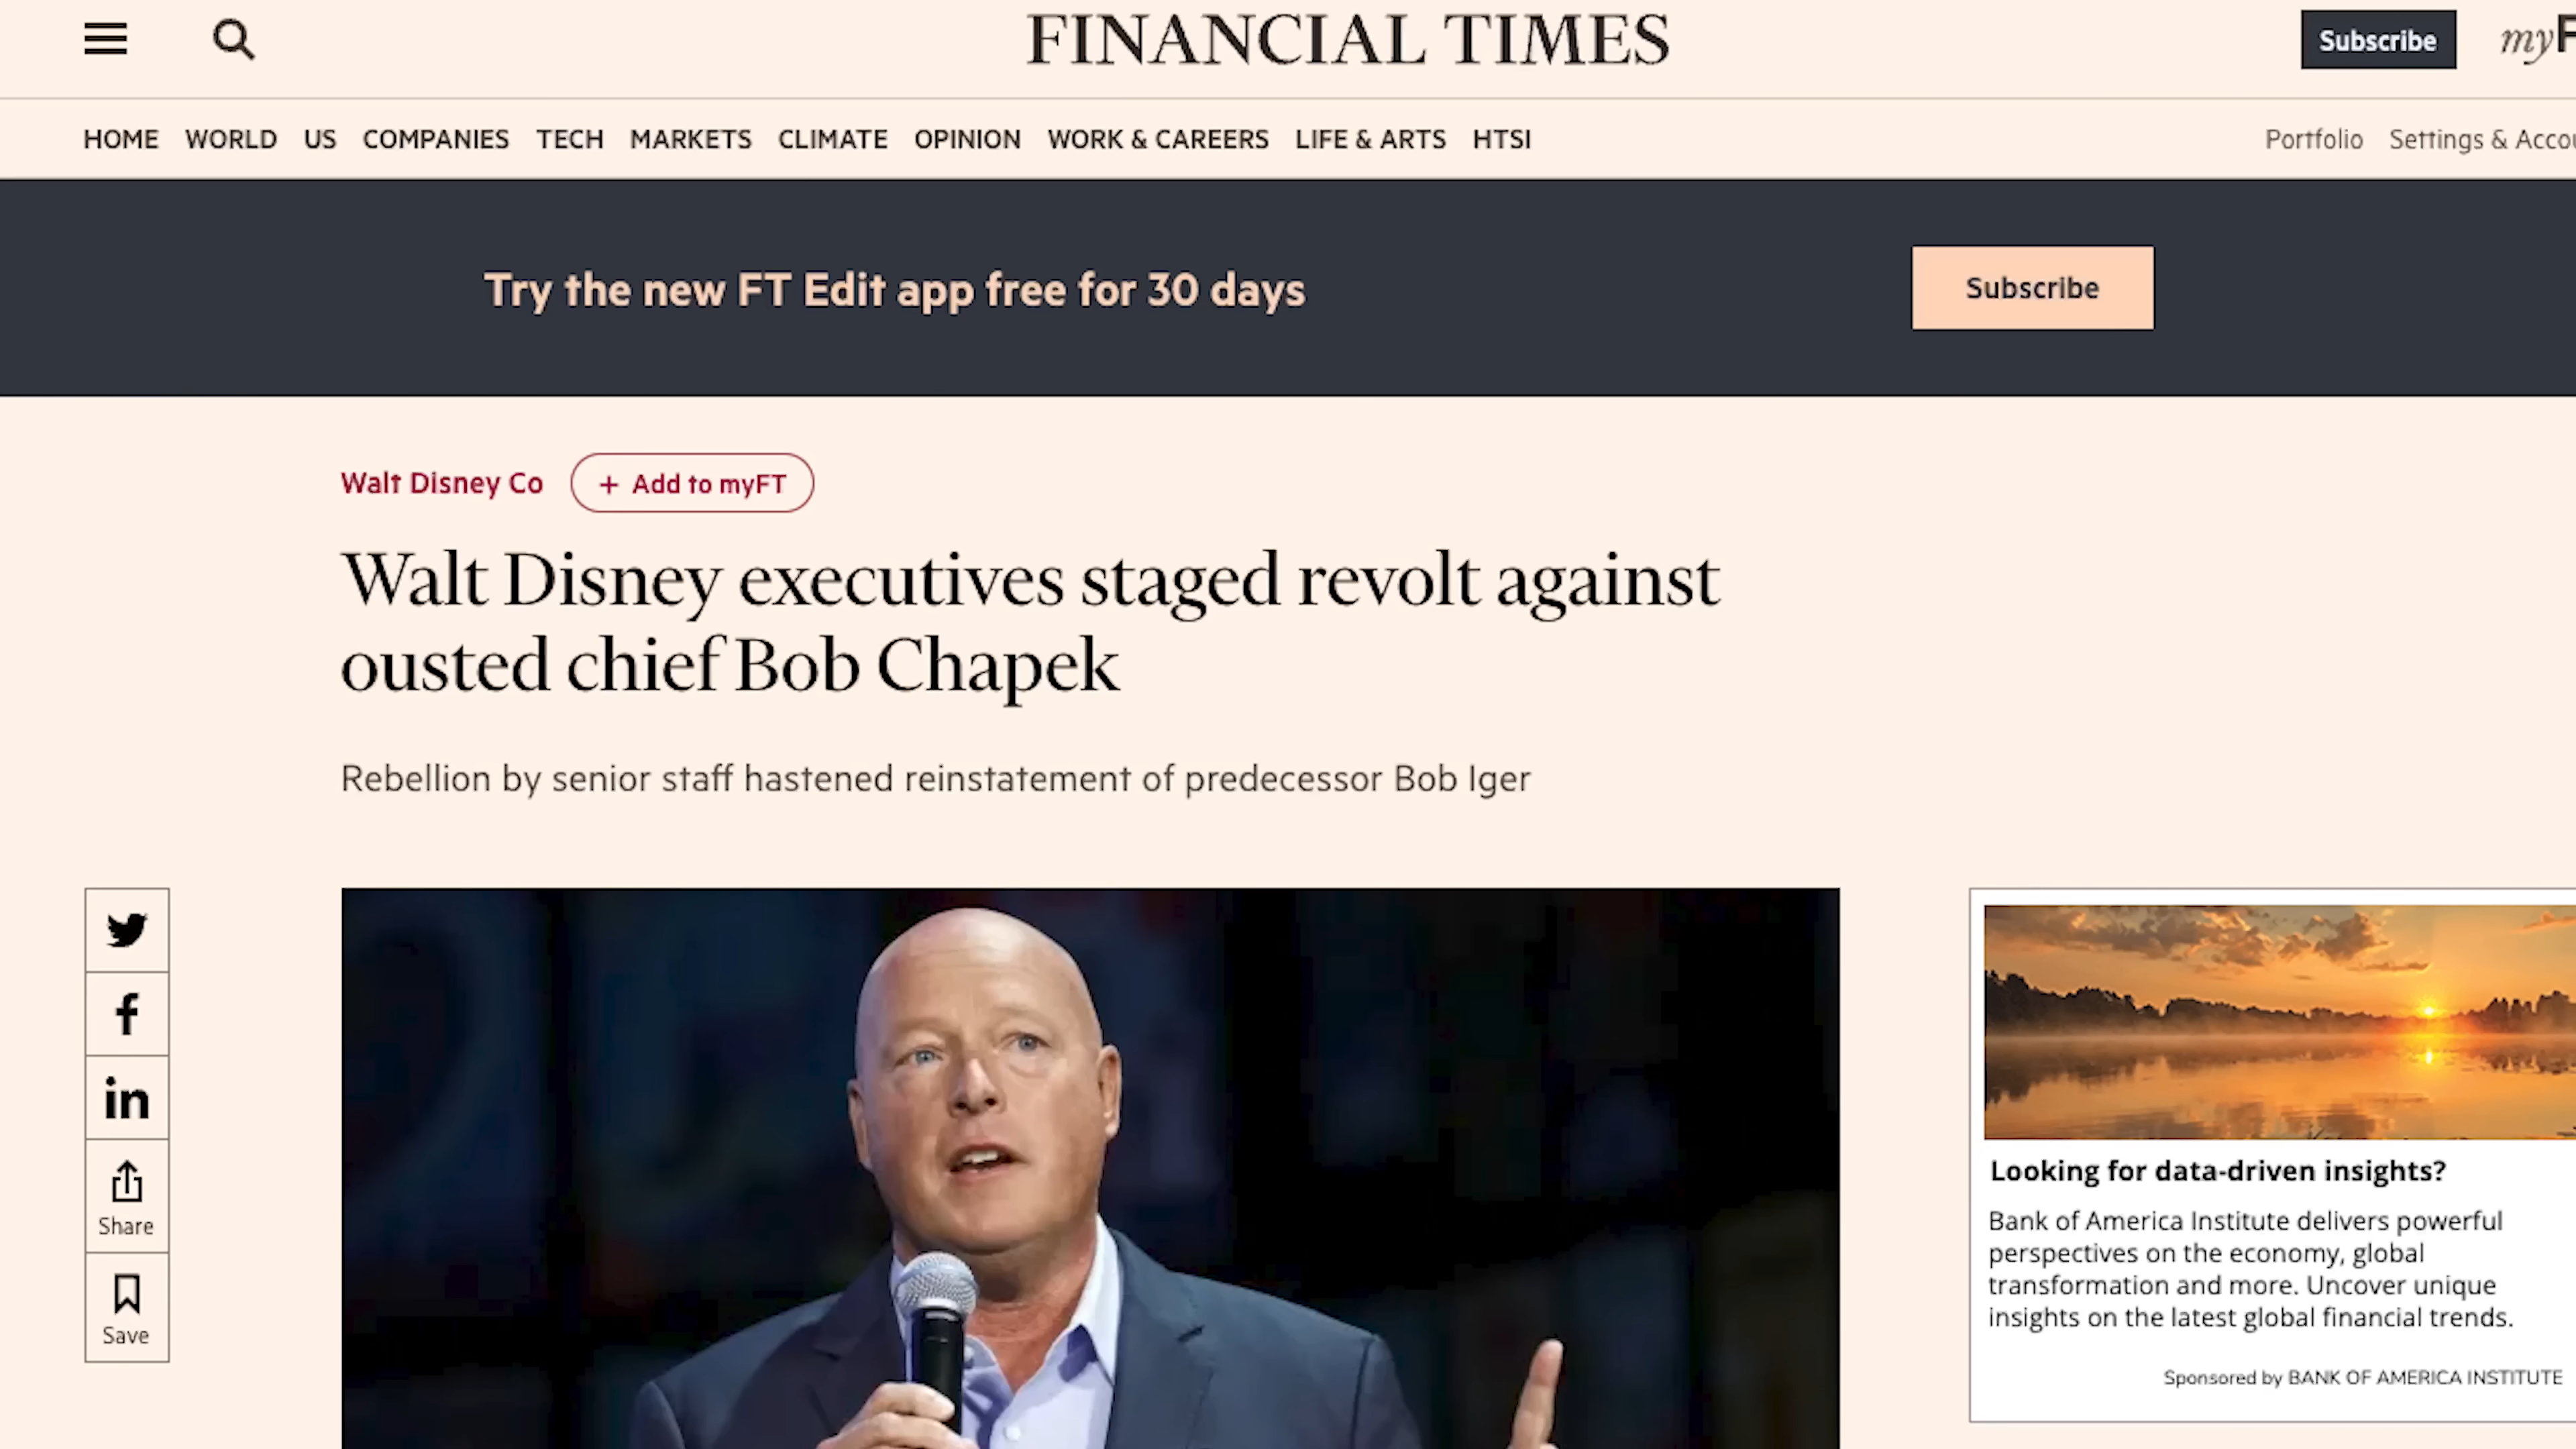 FINANCIAL TIMES
Subscribe
myF
HOME WORLD US COMPANIES TECH MARKETS CLIMATE OPINION WORK & CAREERS LIFE & ARTS HTSI
Portfolio Settings & Accou
Try the new FT Edit app free for 30 days
Subscribe
Walt Disney Co
+ Add to myFT
Walt Disney executives staged revolt against
ousted chief Bob Chapek
Rebellion by senior staff hastened reinstatement of predecessor Bob Iger
f
in
Share
Save
Looking for data-driven insights?
Bank of America Institute delivers powerful
perspectives on the economy, global
transformation and more. Uncover unique
insights on the latest global financial trends.
Sponsored by BANK OF AMERICA INSTITUTE